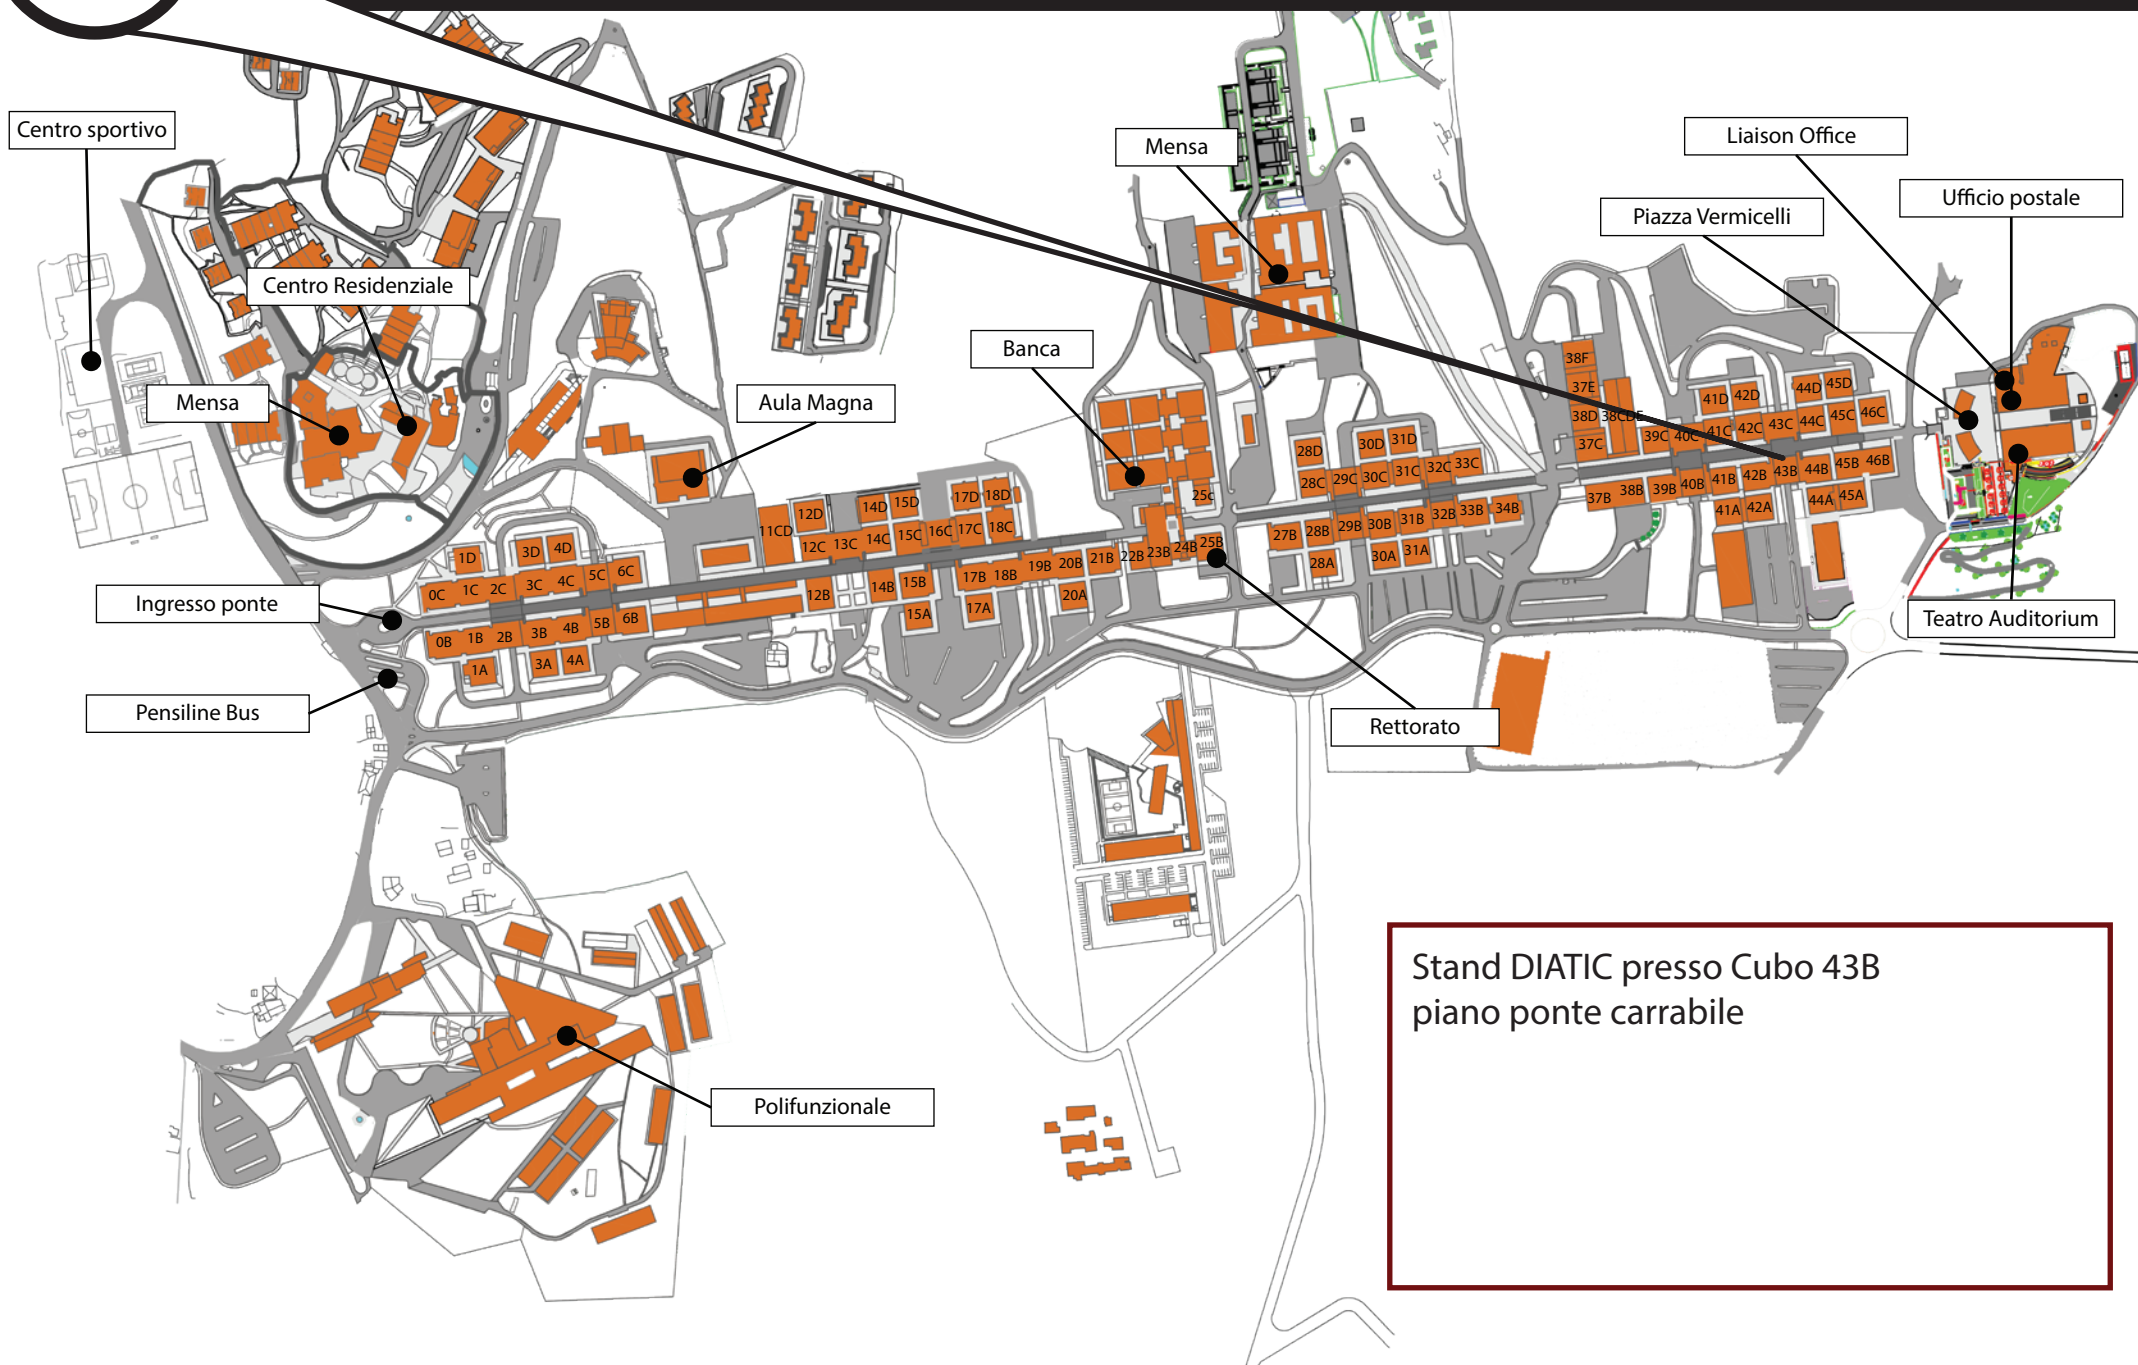 Centro sportivo
Mensa
Liaison Office
Ufficio postale
Piazza Vermicelli
Centro Residenziale
Banca
Mensa
Aula Magna
38F
37E
38D
38CDE
37C
39C
40C
41C
42C
43C
44C
45C
46C
41D
42D
44D
45D
37B
38B
39B
40B
41B
42B
43B
44B
45B
46B
41A
42A
44A
45A
28D
30D
31D
28C
29C
30C
31C
32C
33C
27B
28B
29B
30B
31B
32B
33B
34B
28A
30A
31A
25c
11CD
12D
14D
15D
17D
18D
12C
13C
14C
15C
16C
17C
18C
12B
14B
15B
17B
18B
19B
20B
21B
22B
23B
24B
25B
15A
17A
20A
1D
3D
4D
0C
1C
2C
3C
4C
5C
6C
0B
1B
2B
3B
4B
5B
6B
1A
3A
4A
Ingresso ponte
Teatro Auditorium
Pensiline Bus
Rettorato
Stand DIATIC presso Cubo 43B
piano ponte carrabile
Polifunzionale